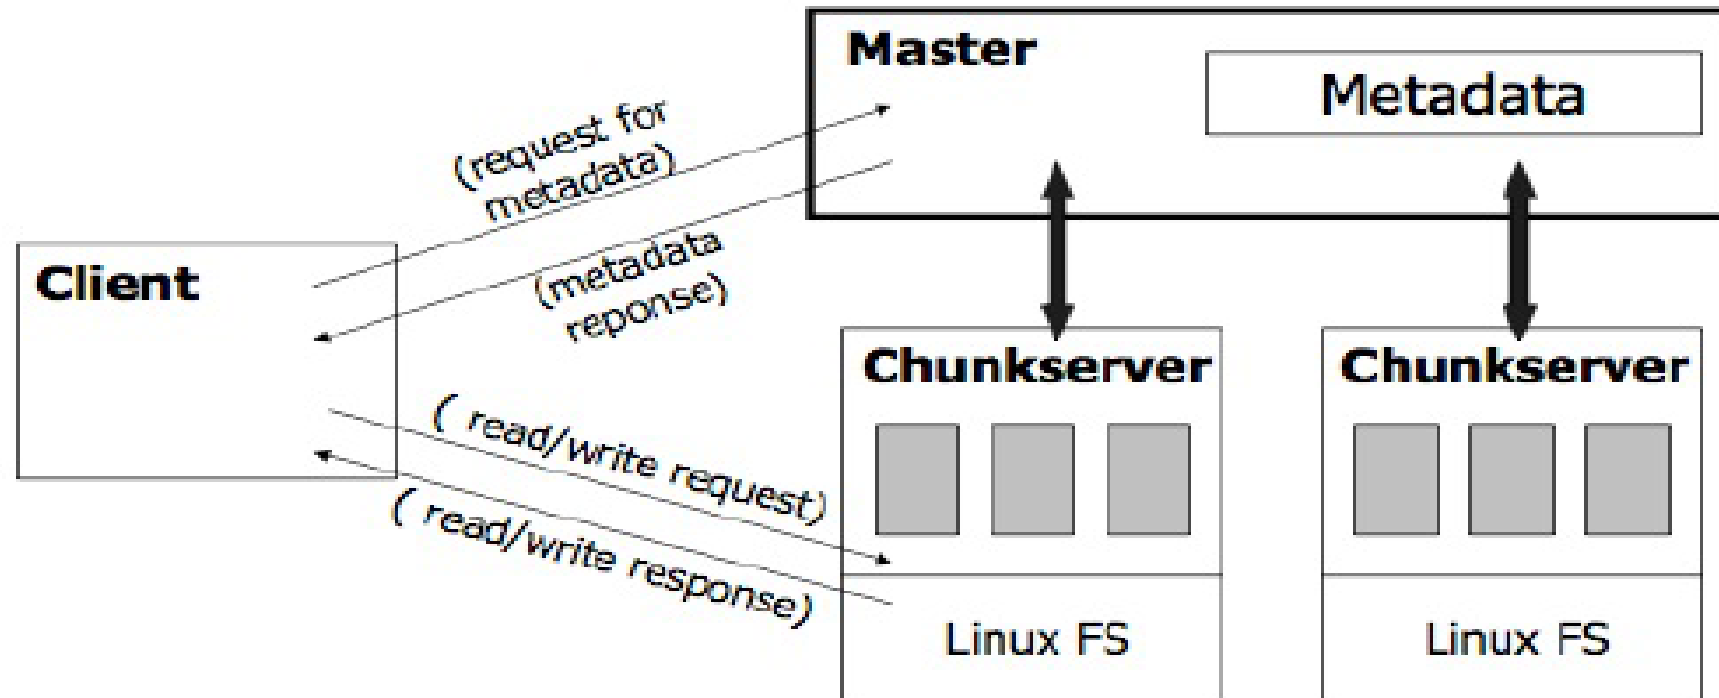 Master
Metadata
(request for
metadata)
(metadata
reponse)
Client
Chunkserver
Chunkserver
( read/write request)
( read/write response)
Linux FS
Linux FS